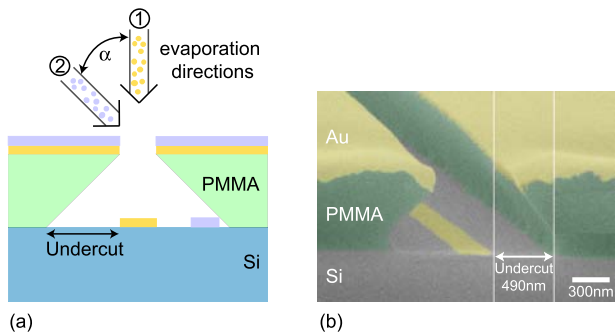 ①
②
α
evaporation
directions
PMMA
Undercut
Si
(a)
Au
PMMA
Si
Undercut
490nm
300nm
(b)